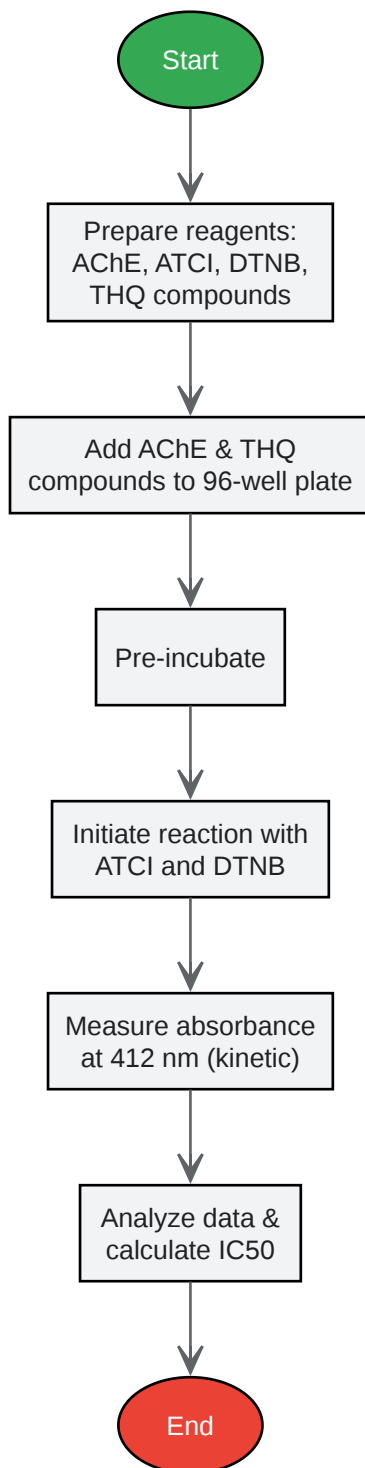 Start
Prepare reagents:
AChE, ATCI, DTNB,
THQ compounds
Add AChE & THQ
compounds to 96-well plate
Pre-incubate
Initiate reaction with
ATCI and DTNB
Measure absorbance
at 412 nm (kinetic)
Analyze data &
calculate IC50
End